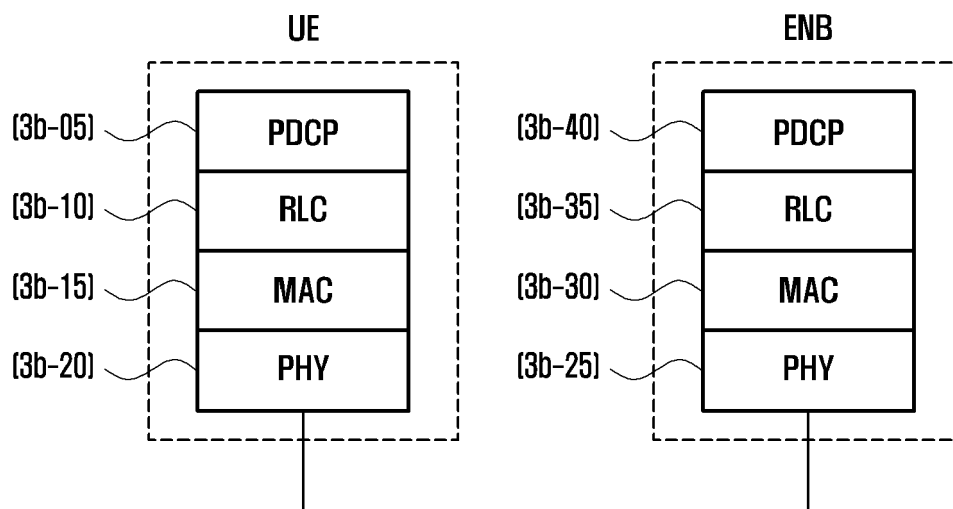 UE ENB
[3b-05] PDCP [3b-40] PDCP
[3b-10] RLC [3b-35] RLC
[3b-15] MAC [3b-30] MAC
[3b-20] PHY [3b-25] PHY